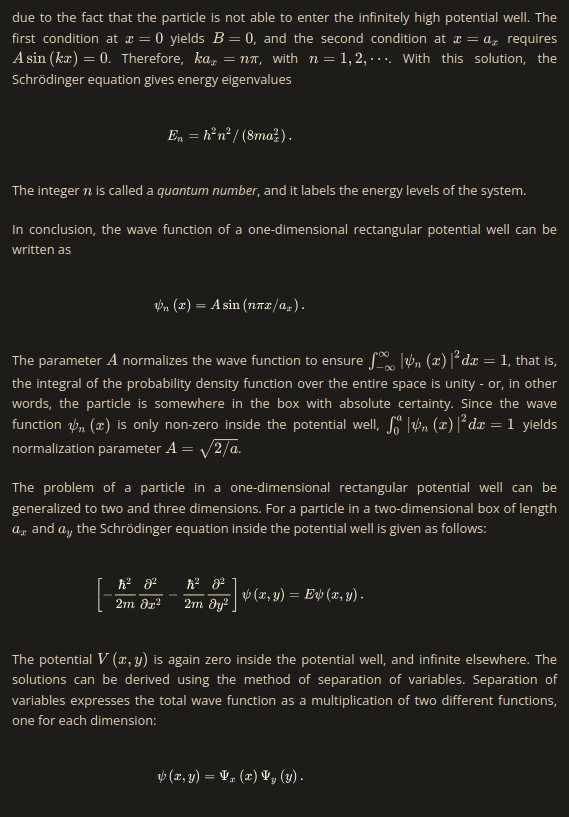 due to the fact that the particle is not able to enter the infinitely high potential well. The
first condition at x = 0 yields B = 0, and the second condition at x = aₓ requires
A sin (kx) = 0. Therefore, kaₓ = nπ, with n = 1, 2, ⋯. With this solution, the
Schrödinger equation gives energy eigenvalues
Eₙ = h²n²/(8maₓ²).
The integer n is called a quantum number, and it labels the energy levels of the system.
In conclusion, the wave function of a one-dimensional rectangular potential well can be
written as
ψₙ (x) = A sin (nπx/aₓ).
The parameter A normalizes the wave function to ensure ∫_{-∞}^{∞} |ψₙ (x)|² dx = 1, that is,
the integral of the probability density function over the entire space is unity - or, in other
words, the particle is somewhere in the box with absolute certainty. Since the wave
function ψₙ (x) is only non-zero inside the potential well, ∫_0^a |ψₙ (x)|² dx = 1 yields
normalization parameter A = √(2/a).
The problem of a particle in a one-dimensional rectangular potential well can be
generalized to two and three dimensions. For a particle in a two-dimensional box of length
aₓ and a_y the Schrödinger equation inside the potential well is given as follows:
[−ħ²/2m ∂²/∂x² − ħ²/2m ∂²/∂y²] ψ (x, y) = Eψ (x, y).
The potential V (x, y) is again zero inside the potential well, and infinite elsewhere. The
solutions can be derived using the method of separation of variables. Separation of
variables expresses the total wave function as a multiplication of two different functions,
one for each dimension:
ψ (x, y) = Ψₓ (x) Ψ_y (y).